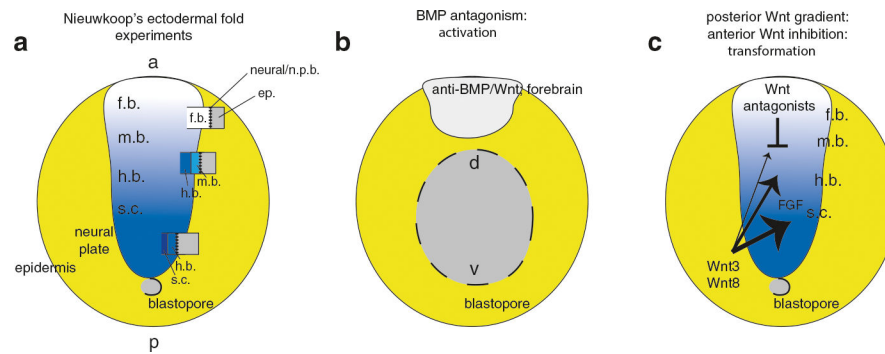 Nieuwkoop's ectodermal fold
experiments
a
a
neural/n.p.b.
ep.
f.b.
f.b.
m.b.
m.b.
h.b.
h.b.
s.c.
neural
plate
h.b.
s.c.
epidermis
blastopore
p
BMP antagonism:
activation
b
anti-BMP/Wnt; forebrain
d
v
blastopore
posterior Wnt gradient:
anterior Wnt inhibition:
transformation
c
Wnt
antagonists
f.b.
m.b.
h.b.
FGF
s.c.
Wnt3
Wnt8
blastopore